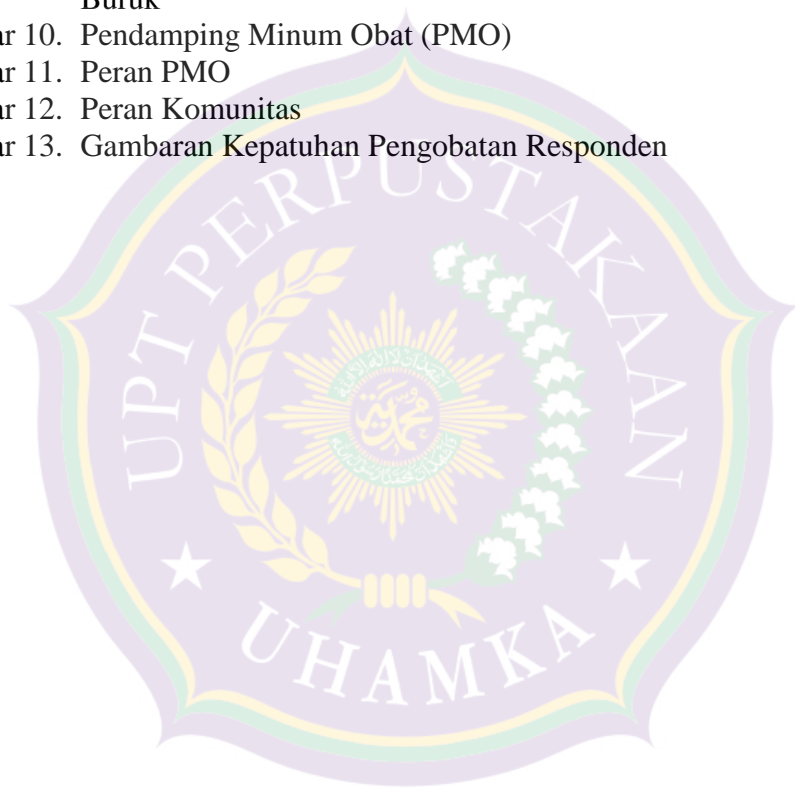 Buruk
ar 10. Pendamping Minum Obat (PMO)
ar 11. Peran PMO
ar 12. Peran Komunitas
ar 13. Gambaran Kepatuhan Pengobatan Responden
UPT PERPUSTAKAAN
محمدية
UHAMKA